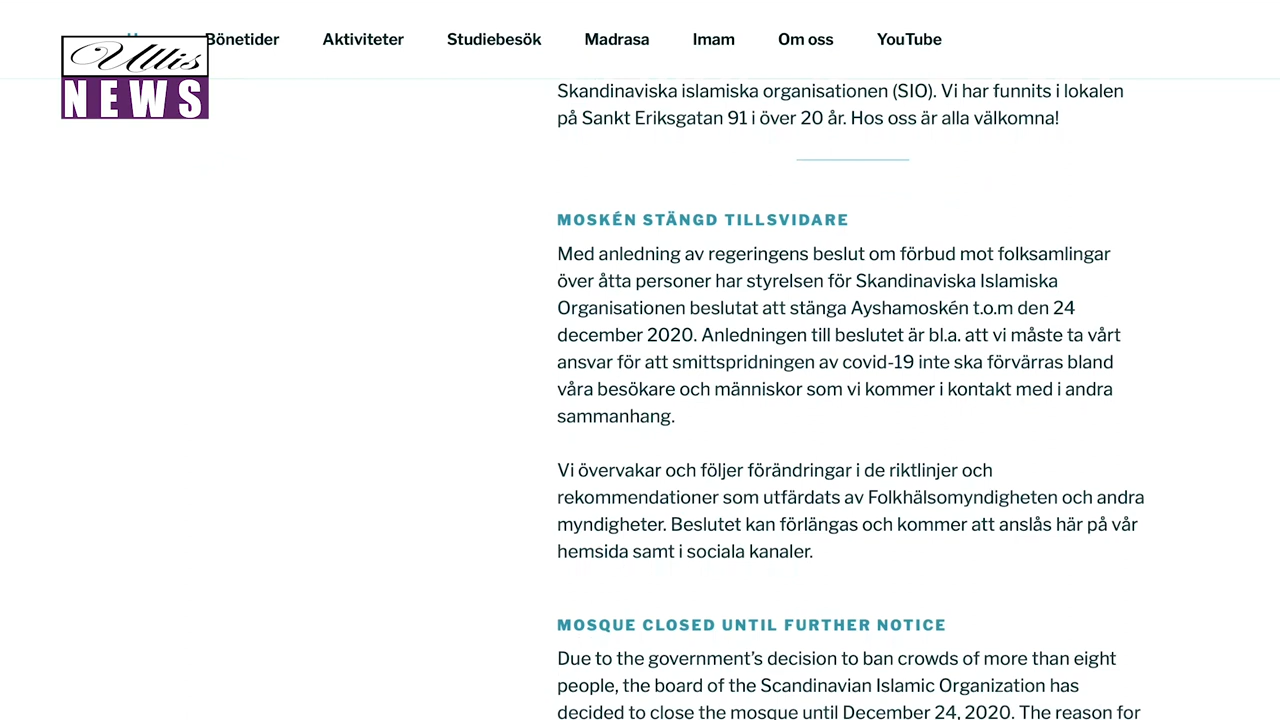 Bönetider Aktiviteter Studiebesök Madrasa Imam Om oss YouTube
Ullis
NEWS
Skandinaviska islamiska organisationen (SIO). Vi har funnits i lokalen
på Sankt Eriksgatan 91 i över 20 år. Hos oss är alla välkomna!
MOSKÉN STÄNGD TILLSVIDARE
Med anledning av regeringens beslut om förbud mot folksamlingar
över åtta personer har styrelsen för Skandinaviska Islamiska
Organisationen beslutat att stänga Ayshamoskén t.o.m den 24
december 2020. Anledningen till beslutet är bl.a. att vi måste ta vårt
ansvar för att smittspridningen av covid-19 inte ska förvärras bland
våra besökare och människor som vi kommer i kontakt med i andra
sammanhang.
Vi övervakar och följer förändringar i de riktlinjer och
rekommendationer som utfärdats av Folkhälsomyndigheten och andra
myndigheter. Beslutet kan förlängas och kommer att anslås här på vår
hemsida samt i sociala kanaler.
MOSQUE CLOSED UNTIL FURTHER NOTICE
Due to the government’s decision to ban crowds of more than eight
people, the board of the Scandinavian Islamic Organization has
decided to close the mosque until December 24, 2020. The reason for